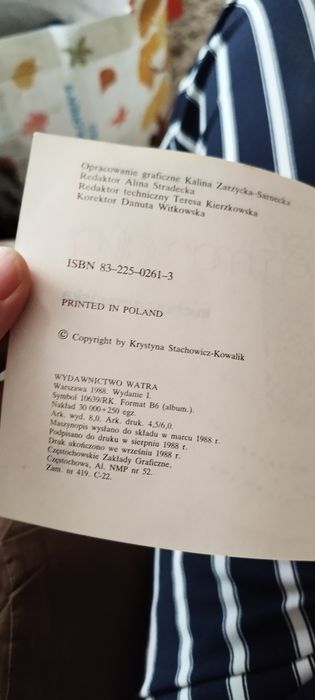 Opracowanie graficzne Kalina Zarzycka-Sarnecka
Redaktor Alina Stradecka
Redaktor techniczny Teresa Kierzkowska
Korektor Danuta Witkowska
ISBN 83-225-0261-3
PRINTED IN POLAND
© Copyright by Krystyna Stachowicz-Kowalik
WYDAWNICTWO WATRA
Warszawa 1988. Wydanie I.
Symbol 10639/RK. Format B6 (album.).
Nakład 30 000+250 egz.
Ark. wyd. 8,0. Ark. druk. 4,5/6,0.
Maszynopis wysłano do składu w marcu 1988 r.
Podpisano do druku w sierpniu 1988 r.
Druk ukończono we wrześniu 1988 r.
Częstochowskie Zakłady Graficzne,
Częstochowa, Al. NMP nr 52.
Zam. nr 419. C-22.